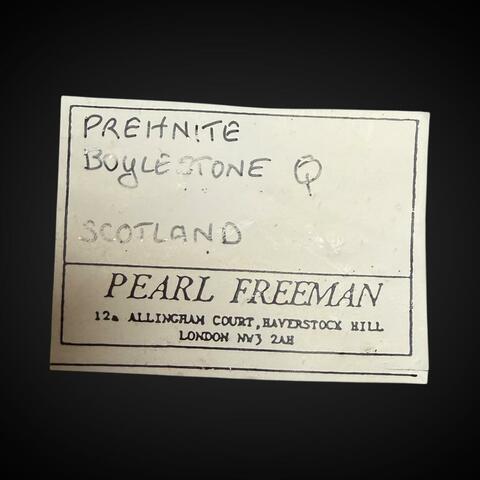 PREHNITE
BOYLESTONE Q
SCOTLAND
PEARL FREEMAN
12a ALLINGHAM COURT, HAVERSTOCK HILL
LONDON NW3 2AH